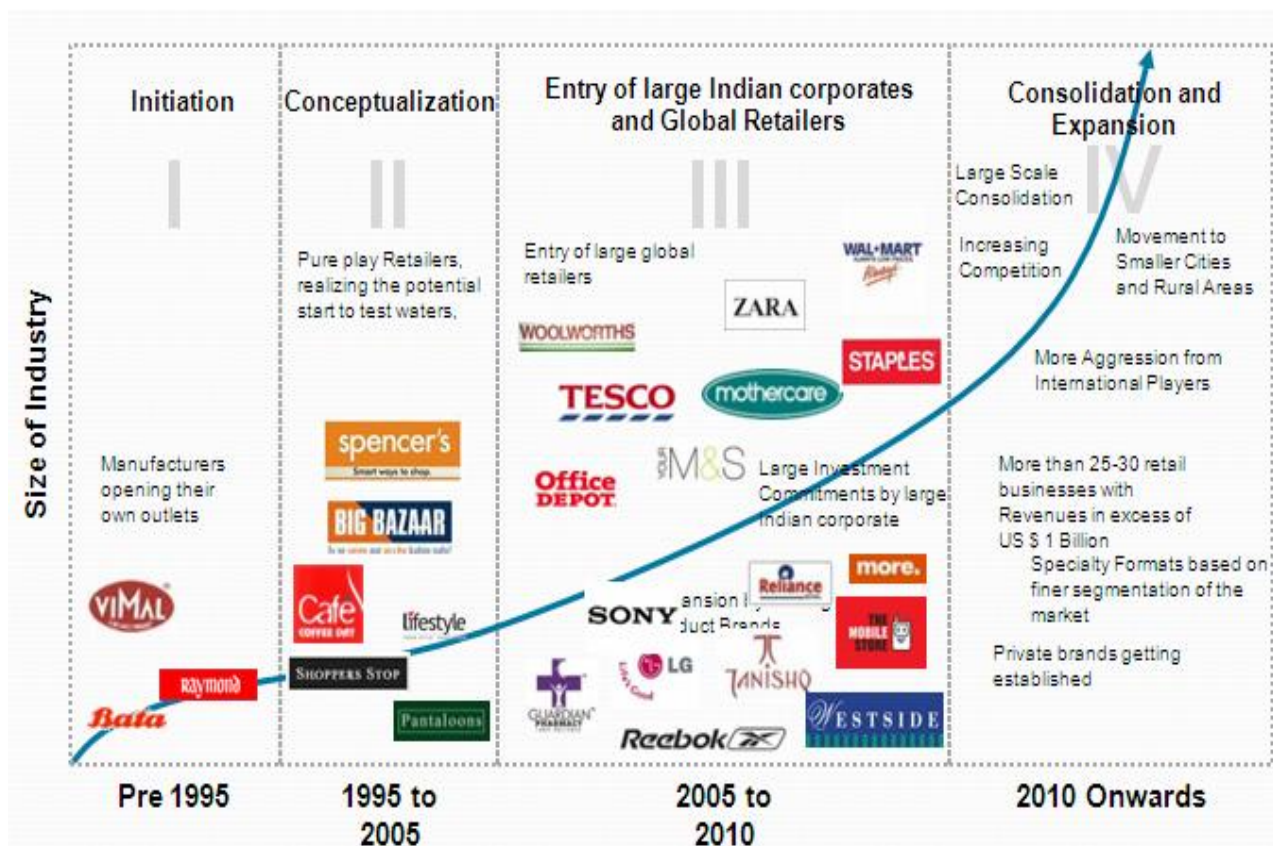 Initiation
Conceptualization
Entry of large Indian corporates
and Global Retailers
Consolidation and
Expansion
I
II
III
IV
Size of Industry
Manufacturers
opening their
own outlets
VIMAL
Raymond
Bata
Pure play Retailers,
realizing the potential
start to test waters,
spencer's
Smart ways to shop.
BIG BAZAAR
Café
COFFEE DAY
lifestyle
SHOPPERS STOP
Pantaloons
Entry of large global
retailers
WAL★MART
ALWAYS LOW PRICES.
Always
ZARA
WOOLWORTHS
STAPLES
TESCO
mothercare
YOUR
M&S
Office
DEPOT
Large Investment
Commitments by large
Indian corporate
Reliance
more.
SONY
THE
MOBILE
STORE
Life's Good
LG
TANISHQ
GUARDIAN
PHARMACY
WESTSIDE
Reebok
Large Scale
Consolidation
Increasing
Competition
Movement to
Smaller Cities
and Rural Areas
More Aggression from
International Players
More than 25-30 retail
businesses with
Revenues in excess of
US $ 1 Billion
Specialty Formats based on
finer segmentation of the
market
Private brands getting
established
Pre 1995
1995 to
2005
2005 to
2010
2010 Onwards